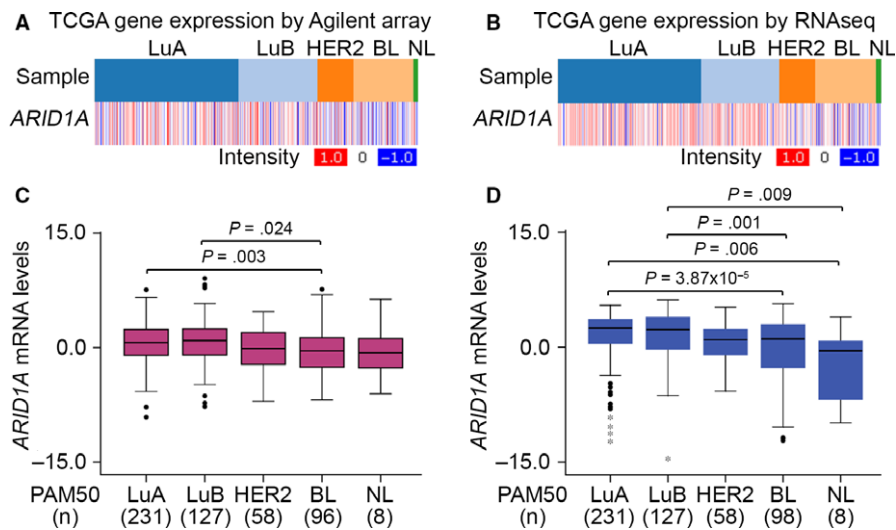 A TCGA gene expression by Agilent array
LuA LuB HER2 BL NL
Sample
ARID1A
Intensity 1.0 0 −1.0
B TCGA gene expression by RNAseq
LuA LuB HER2 BL NL
Sample
ARID1A
Intensity 1.0 0 −1.0
C
P = .024
P = .003
15.0
0.0
−15.0
ARID1A mRNA levels
PAM50 LuA LuB HER2 BL NL
(n) (231) (127) (58) (96) (8)
D
P = .009
P = .001
P = .006
P = 3.87x10⁻⁵
15.0
0.0
−15.0
ARID1A mRNA levels
PAM50 LuA LuB HER2 BL NL
(n) (231) (127) (58) (98) (8)